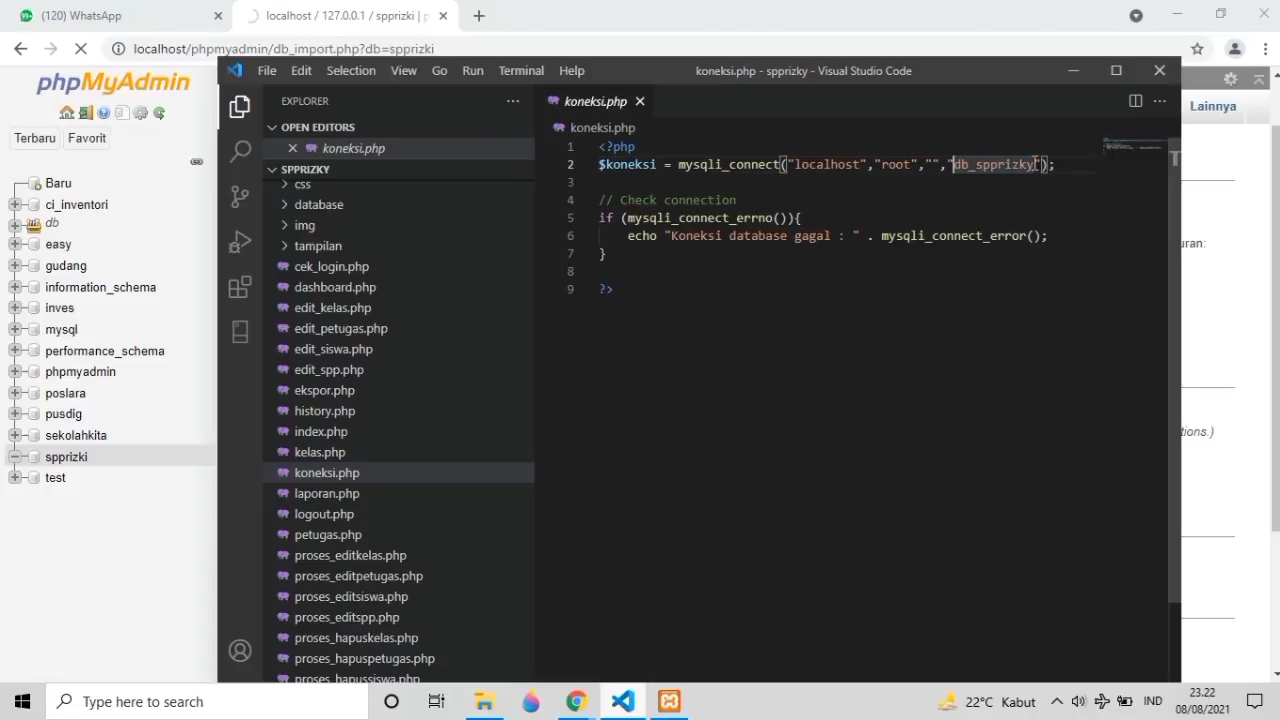 (120) WhatsApp
localhost / 127.0.0.1 / spprizki | p
localhost/phpmyadmin/db_import.php?db=spprizki
phpMyAdmin
Terbaru Favorit
Baru
ci_inventori
db
easy
gudang
information_schema
inves
mysql
performance_schema
phpmyadmin
poslara
pusdig
sekolahkita
spprizki
test
File Edit Selection View Go Run Terminal Help
koneksi.php - spprizky - Visual Studio Code
EXPLORER
OPEN EDITORS
koneksi.php
SPPRIZKY
css
database
img
tampilan
cek_login.php
dashboard.php
edit_kelas.php
edit_petugas.php
edit_siswa.php
edit_spp.php
ekspor.php
history.php
index.php
kelas.php
koneksi.php
laporan.php
logout.php
petugas.php
proses_editkelas.php
proses_editpetugas.php
proses_editsiswa.php
proses_editspp.php
proses_hapuskelas.php
proses_hapuspetugas.php
proses_hapussiswa.php
koneksi.php
koneksi.php
1 <?php
2 $koneksi = mysqli_connect("localhost","root","","db_spprizky");
3
4 // Check connection
5 if (mysqli_connect_errno()){
6 echo "Koneksi database gagal : " . mysqli_connect_error();
7 }
8
9 ?>
Lainnya
uran:
tions.)
Type here to search
22°C Kabut
IND
23.22
08/08/2021